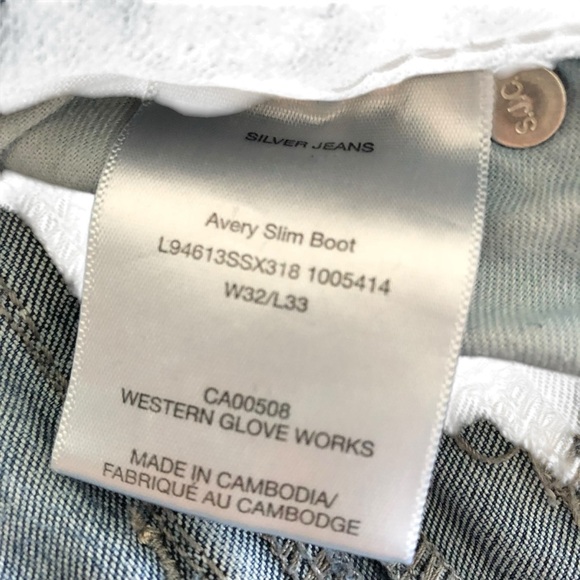 SILVER JEANS
Avery Slim Boot
L94613SSX318 1005414
W32/L33
CA00508
WESTERN GLOVE WORKS
MADE IN CAMBODIA/
FABRIQUÉ AU CAMBODGE